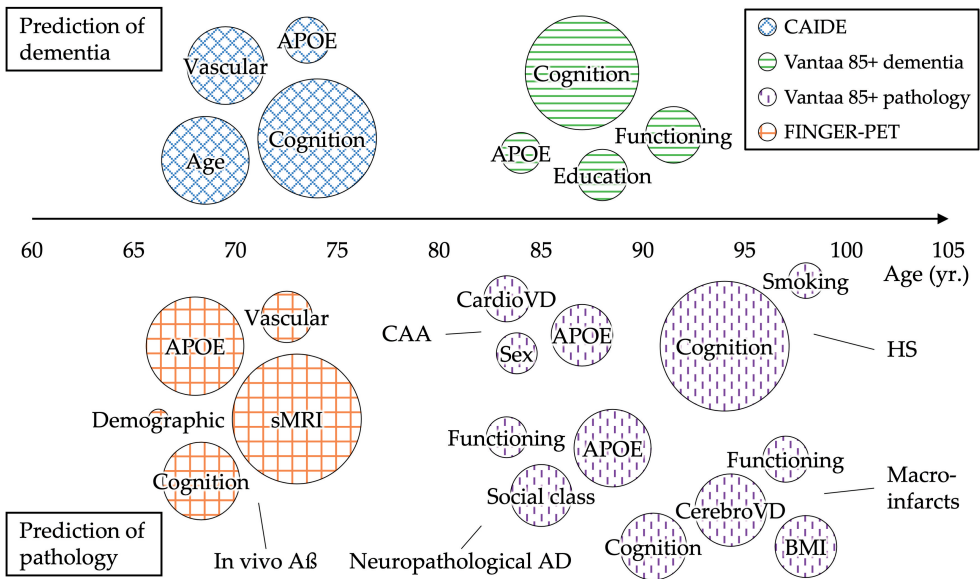 Prediction of
dementia
Vascular
APOE
Age
Cognition
Cognition
APOE
Education
Functioning
CAIDE
Vantaa 85+ dementia
Vantaa 85+ pathology
FINGER-PET
60 65 70 75 80 85 90 95 100 105
Age (yr.)
APOE
Vascular
Demographic
sMRI
Cognition
In vivo Aß
CAA
CardioVD
Sex
APOE
Cognition
Smoking
HS
Functioning
APOE
Social class
Neuropathological AD
Functioning
CerebroVD
Cognition
BMI
Macro-
infarcts
Prediction of
pathology